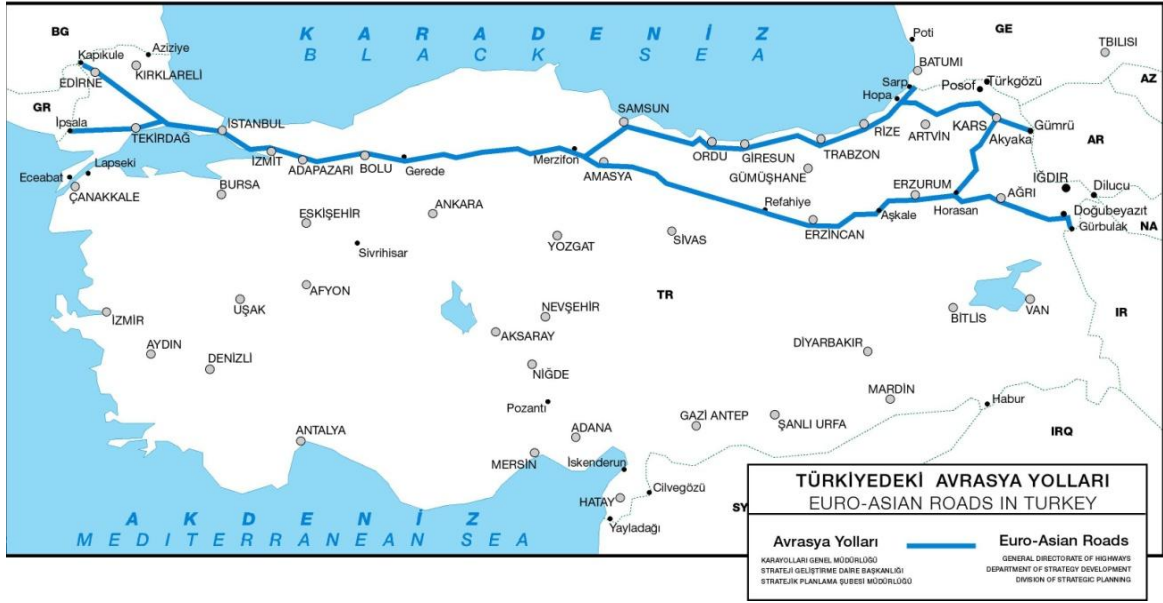 K A R A D E N İ Z
B L A C K S E A
BG
GE
Poti
Aziziye
Kapıkule
TBILISI
BATUMI
KIRKLARELİ
EDİRNE
Türkgözü
Sarp
Posof
AZ
Hopa
GR
SAMSUN
İpsala
İSTANBUL
KARS
Gümrü
TEKİRDAĞ
RİZE
ARTVİN
Akyaka
AR
ORDU
GİRESUN
TRABZON
Merzifon
İZMİT
ADAPAZARI
BOLU
Gerede
AMASYA
GÜMÜŞHANE
Lapseki
Eceabat
IĞDIR
Dilucu
ÇANAKKALE
BURSA
ERZURUM
AĞRI
Horasan
Refahiye
Aşkale
Doğubeyazıt
ESKİŞEHİR
ANKARA
Gürbulak
NA
ERZİNCAN
SİVAS
YOZGAT
Sivrihisar
AFYON
TR
UŞAK
NEVŞEHİR
VAN
BİTLİS
IR
İZMİR
AKSARAY
AYDIN
DENİZLİ
DİYARBAKIR
NİĞDE
MARDİN
Pozantı
Habur
GAZİ ANTEP
ŞANLI URFA
ANTALYA
ADANA
IRQ
MERSİN
İskenderun
Cilvegözü
HATAY
SY
Yayladağı
A K D E N İ Z
M E D I T E R R A N E A N S E A
TÜRKİYEDEKİ AVRASYA YOLLARI
EURO-ASIAN ROADS IN TURKEY
Avrasya Yolları
Euro-Asian Roads
KARAYOLLARI GENEL MÜDÜRLÜĞÜ
GENERAL DIRECTORATE OF HIGHWAYS
STRATEJİ GELİŞTİRME DAİRE BAŞKANLIĞI
DEPARTMENT OF STRATEGY DEVELOPMENT
STRATEJİK PLANLAMA ŞUBESİ MÜDÜRLÜĞÜ
DIVISION OF STRATEGIC PLANNING